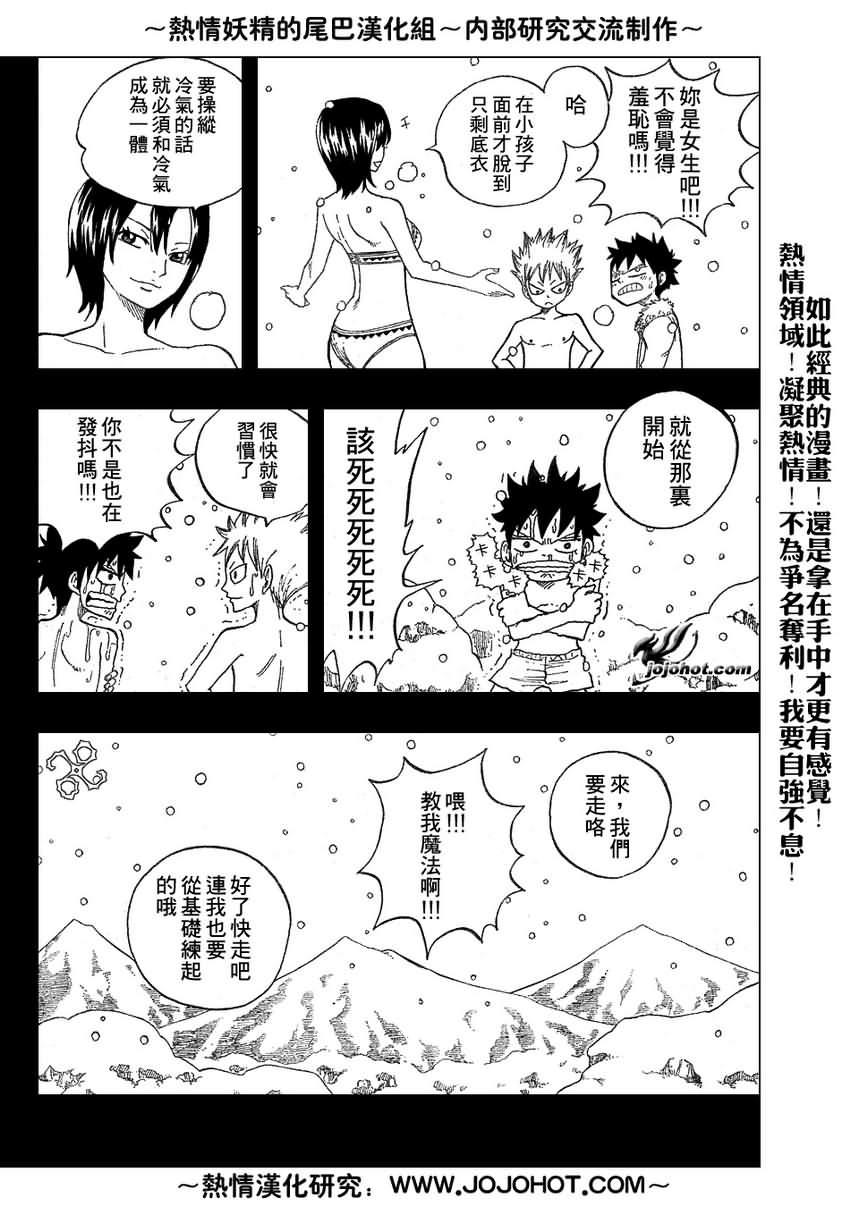 ～熱情妖精的尾巴漢化組～內部研究交流制作～
妳是女生吧!!!
不會覺得
羞恥嗎!!!
哈
在小孩子
面前才脫到
只剩底衣
要操縱
冷氣的話
就必須和冷氣
成為一體
就從那裏
開始
卡
卡
卡
卡
該死死死死死!!!
jojohot.com
很快就會
習慣了
你不是也在
發抖嗎!!!
來，我們
要走咯
喂!!!
教我魔法啊!!!
好了快走吧
連我也要
從基礎練起
的哦
如此經典的漫畫！還是拿在手中才更有感覺！
熱情領域！凝聚熱情！不為爭名奪利！我要自強不息！
～熱情漢化研究：WWW.JOJOHOT.COM～